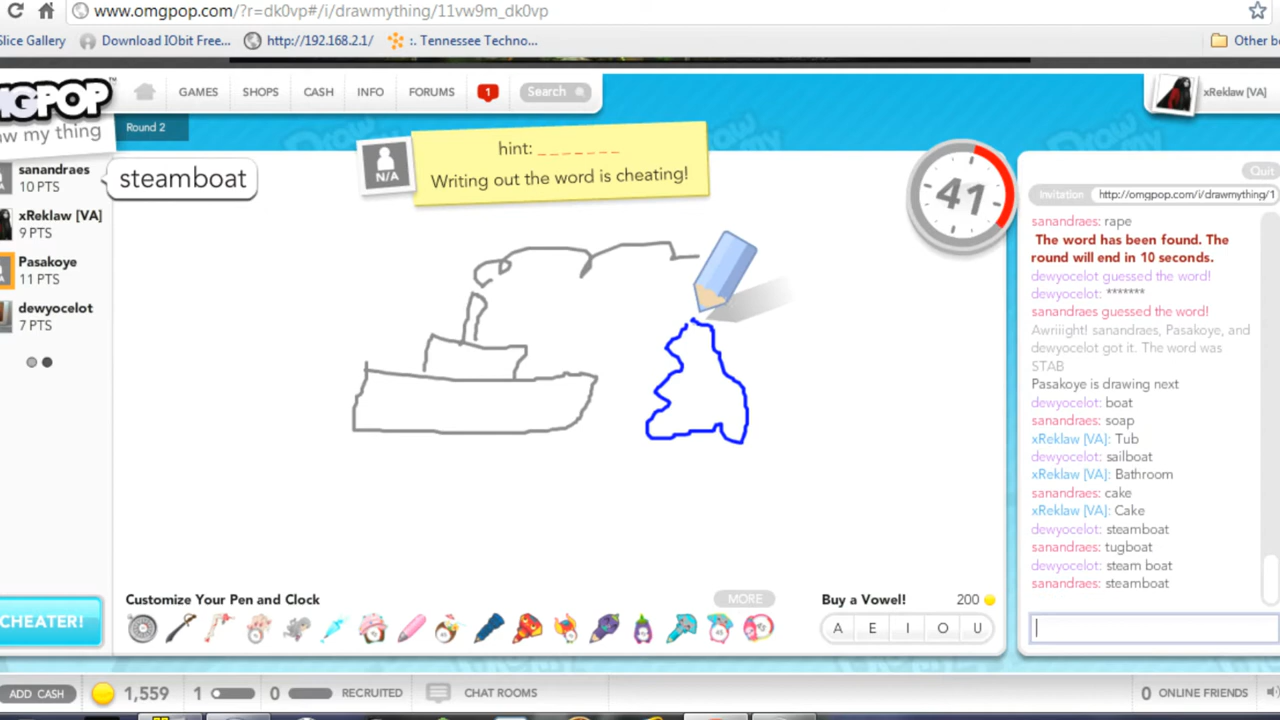 www.omgpop.com/?r=dk0vp#/i/drawmything/11vw9m_dk0vp
Slice Gallery
Download IObit Free...
http://192.168.2.1/
:. Tennessee Techno...
Other b
MGPOP
aw my thing
GAMES
SHOPS
CASH
INFO
FORUMS
1
Search
xReklaw [VA]
Round 2
sanandraes
10 PTS
steamboat
xReklaw [VA]
9 PTS
Pasakoye
11 PTS
dewyocelot
7 PTS
N/A
hint: _ _ _ _ _ _ _
Writing out the word is cheating!
41
Quit
Invitation
http://omgpop.com/i/drawmything/1
sanandraes: rape
The word has been found. The
round will end in 10 seconds.
dewyocelot guessed the word!
dewyocelot: *******
sanandraes guessed the word!
Awriiight! sanandraes, Pasakoye, and
dewyocelot got it. The word was
STAB
Pasakoye is drawing next
dewyocelot: boat
sanandraes: soap
xReklaw [VA]: Tub
dewyocelot: sailboat
xReklaw [VA]: Bathroom
sanandraes: cake
xReklaw [VA]: Cake
dewyocelot: steamboat
sanandraes: tugboat
dewyocelot: steam boat
sanandraes: steamboat
CHEATER!
Customize Your Pen and Clock
MORE
Buy a Vowel!
200
A E I O U
ADD CASH
1,559
1
0
RECRUITED
CHAT ROOMS
0 ONLINE FRIENDS